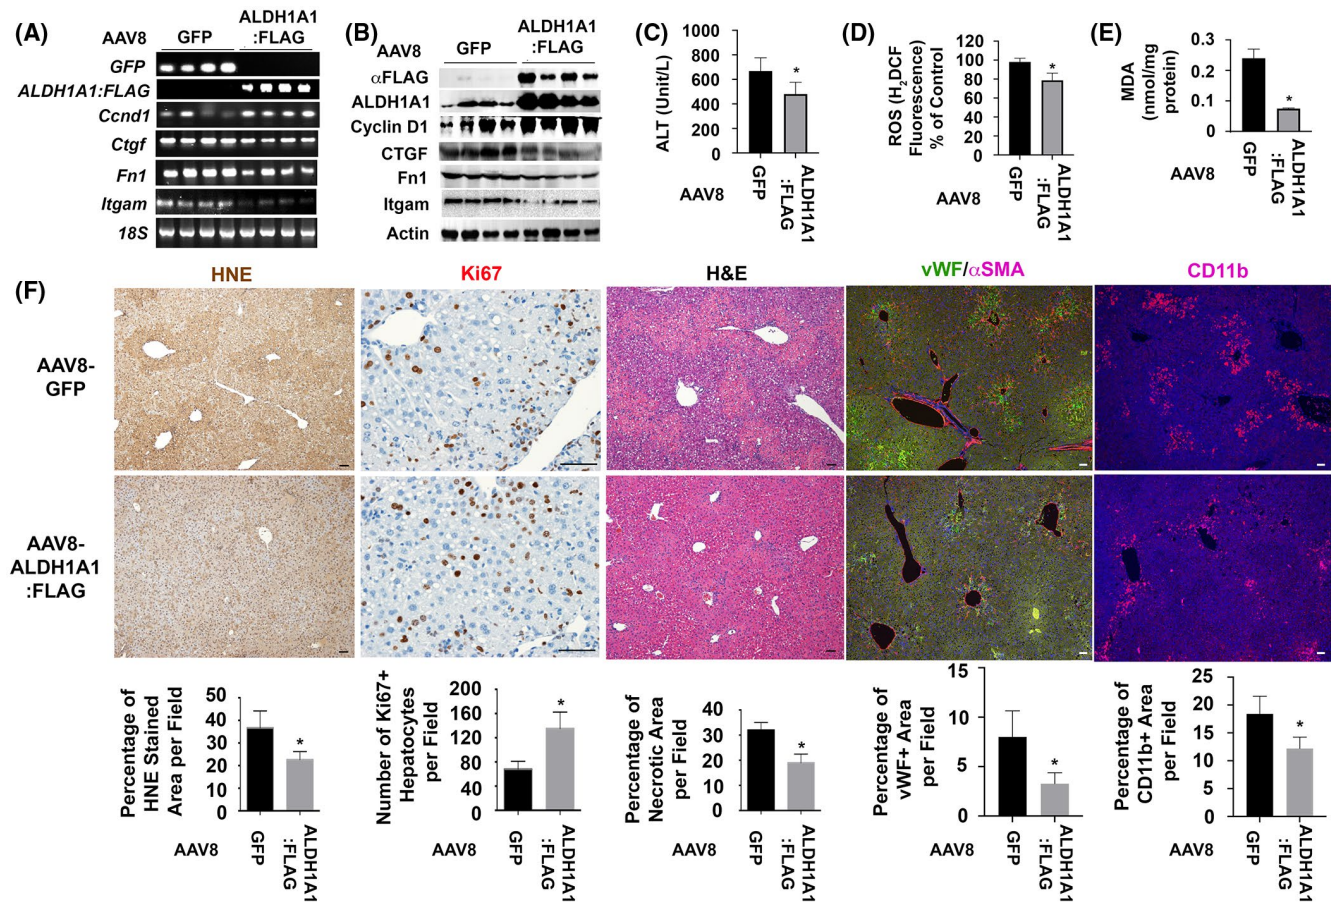 (A)
AAV8
GFP
ALDH1A1
:FLAG
GFP
ALDH1A1:FLAG
Ccnd1
Ctgf
Fn1
Itgam
18S
(B)
AAV8
GFP
ALDH1A1
:FLAG
αFLAG
ALDH1A1
Cyclin D1
CTGF
Fn1
Itgam
Actin
(C)
ALT (Unit/L)
1000
800
600
400
200
0
*
AAV8
GFP
ALDH1A1
:FLAG
(D)
ROS (H₂DCF
Fluorescence)
% of Control
100
80
60
40
20
0
*
AAV8
GFP
ALDH1A1
:FLAG
(E)
MDA
(nmol/mg
protein)
0.3
0.2
0.1
0
*
AAV8
GFP
ALDH1A1
:FLAG
(F)
HNE
Ki67
H&E
vWF/αSMA
CD11b
AAV8-
GFP
AAV8-
ALDH1A1
:FLAG
Percentage of
HNE Stained
Area per Field
50
40
30
20
10
0
*
AAV8
GFP
ALDH1A1
:FLAG
Number of Ki67+
Hepatocytes
per Field
200
160
120
80
40
0
*
AAV8
GFP
ALDH1A1
:FLAG
Percentage of
Necrotic Area
per Field
40
30
20
10
0
*
AAV8
GFP
ALDH1A1
:FLAG
Percentage of
vWF+ Area
per Field
15
10
5
0
*
AAV8
GFP
ALDH1A1
:FLAG
Percentage of
CD11b+ Area
per Field
25
20
15
10
5
0
*
AAV8
GFP
ALDH1A1
:FLAG